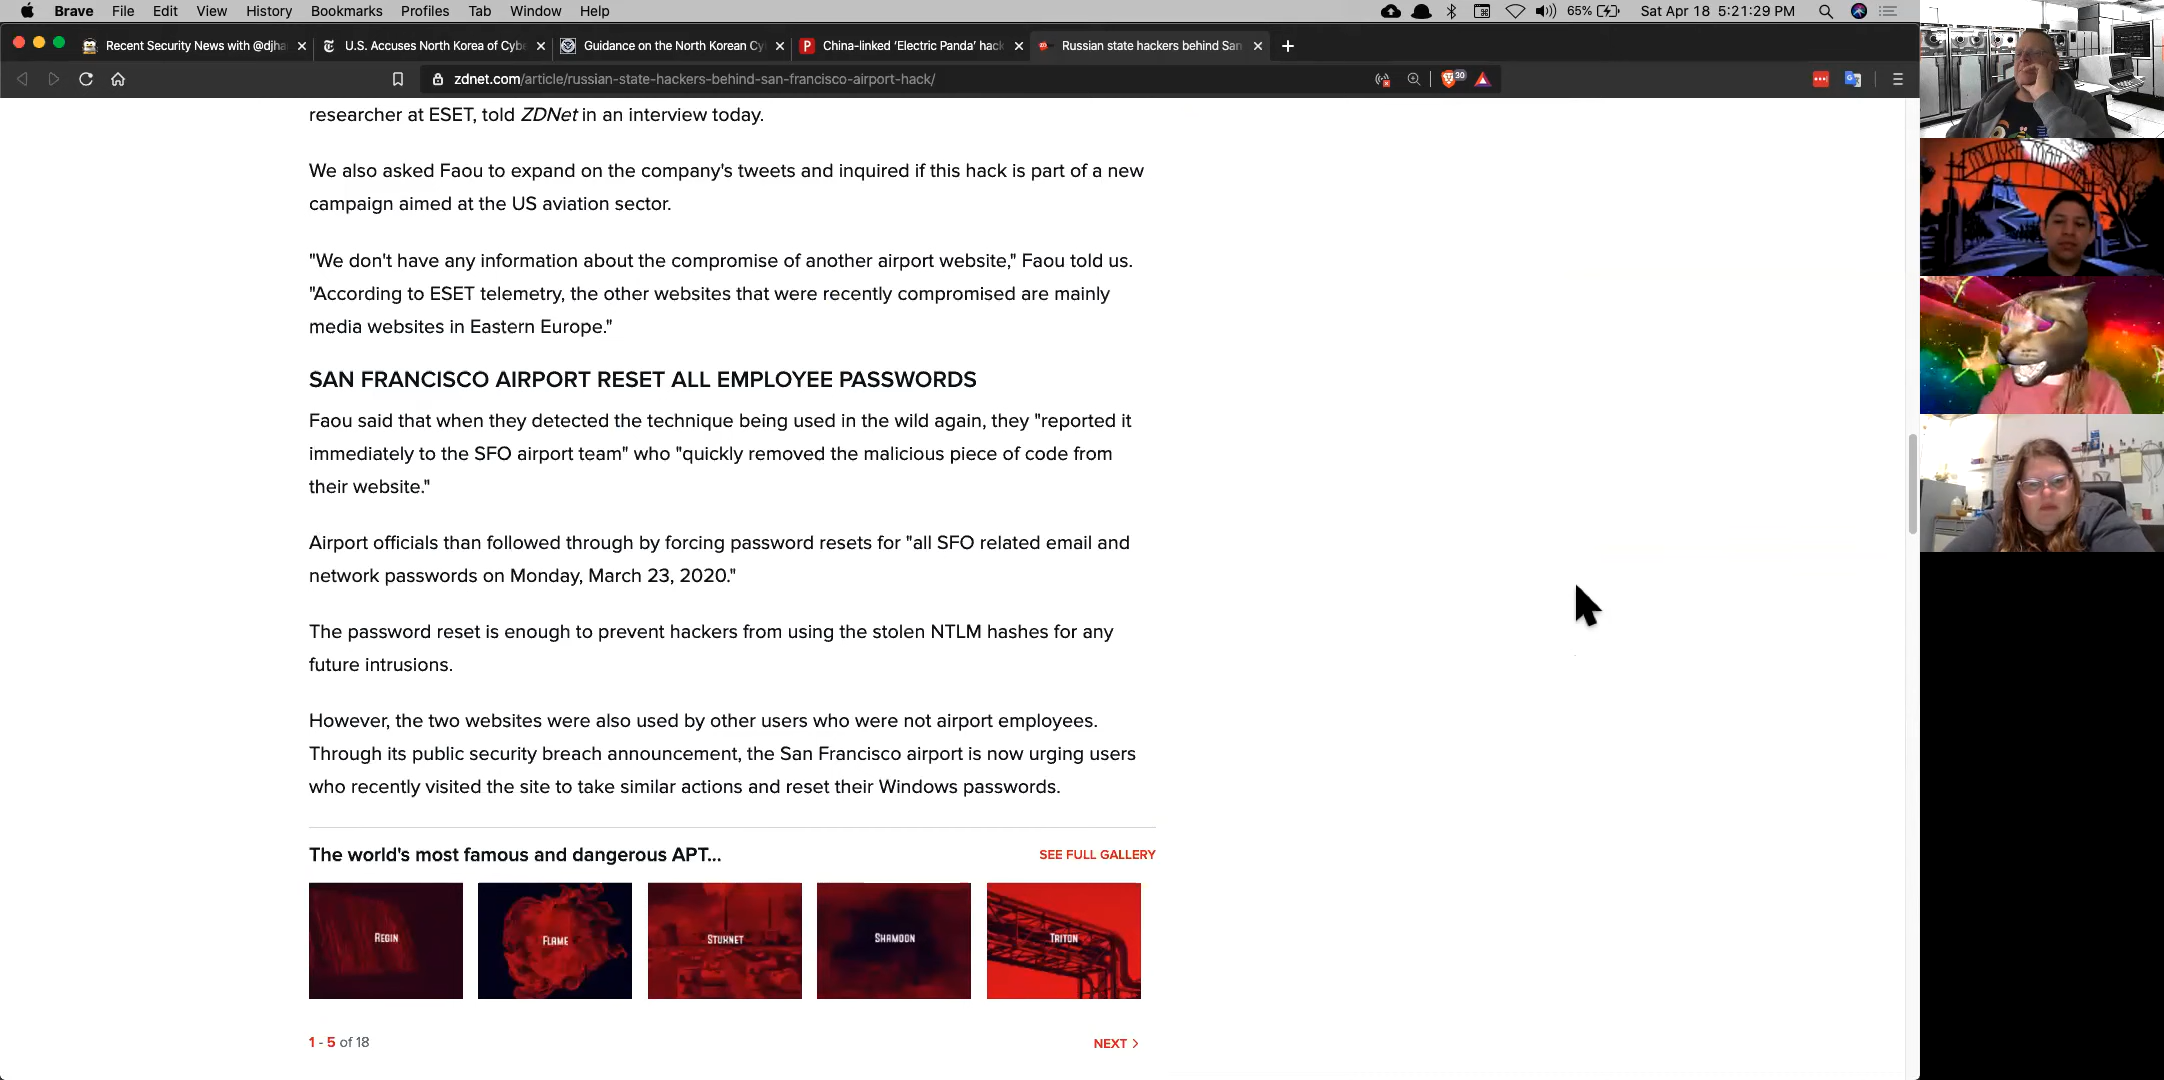 Brave File Edit View History Bookmarks Profiles Tab Window Help 65% Sat Apr 18 5:21:29 PM
Recent Security News with @djha U.S. Accuses North Korea of Cybe Guidance on the North Korean Cy China-linked 'Electric Panda' hack Russian state hackers behind San
zdnet.com/article/russian-state-hackers-behind-san-francisco-airport-hack/ 30
researcher at ESET, told ZDNet in an interview today.
We also asked Faou to expand on the company's tweets and inquired if this hack is part of a new
campaign aimed at the US aviation sector.
"We don't have any information about the compromise of another airport website," Faou told us.
"According to ESET telemetry, the other websites that were recently compromised are mainly
media websites in Eastern Europe."
SAN FRANCISCO AIRPORT RESET ALL EMPLOYEE PASSWORDS
Faou said that when they detected the technique being used in the wild again, they "reported it
immediately to the SFO airport team" who "quickly removed the malicious piece of code from
their website."
Airport officials than followed through by forcing password resets for "all SFO related email and
network passwords on Monday, March 23, 2020."
The password reset is enough to prevent hackers from using the stolen NTLM hashes for any
future intrusions.
However, the two websites were also used by other users who were not airport employees.
Through its public security breach announcement, the San Francisco airport is now urging users
who recently visited the site to take similar actions and reset their Windows passwords.
The world's most famous and dangerous APT... SEE FULL GALLERY
REGIN FLAME STUXNET SHAMOON TRITON
1 - 5 of 18 NEXT >